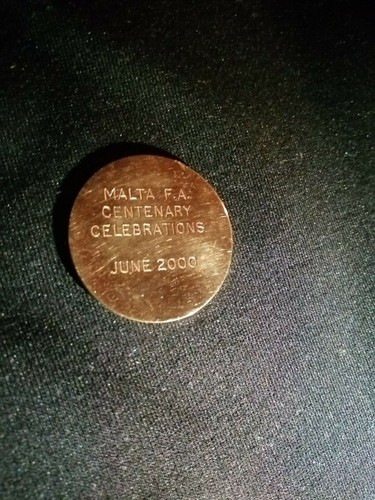 MALTA F.A.
CENTENARY
CELEBRATIONS
JUNE 2000